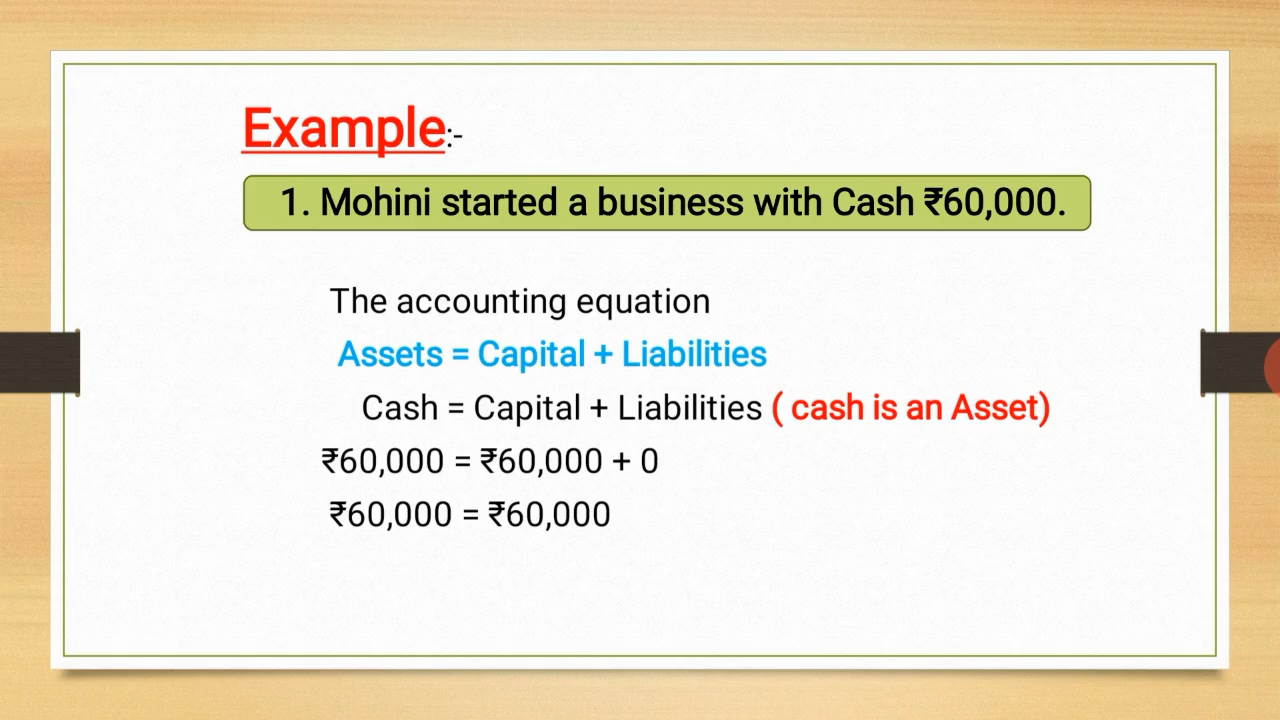 Example:-
1. Mohini started a business with Cash ₹60,000.
The accounting equation
Assets = Capital + Liabilities
Cash = Capital + Liabilities ( cash is an Asset)
₹60,000 = ₹60,000 + 0
₹60,000 = ₹60,000